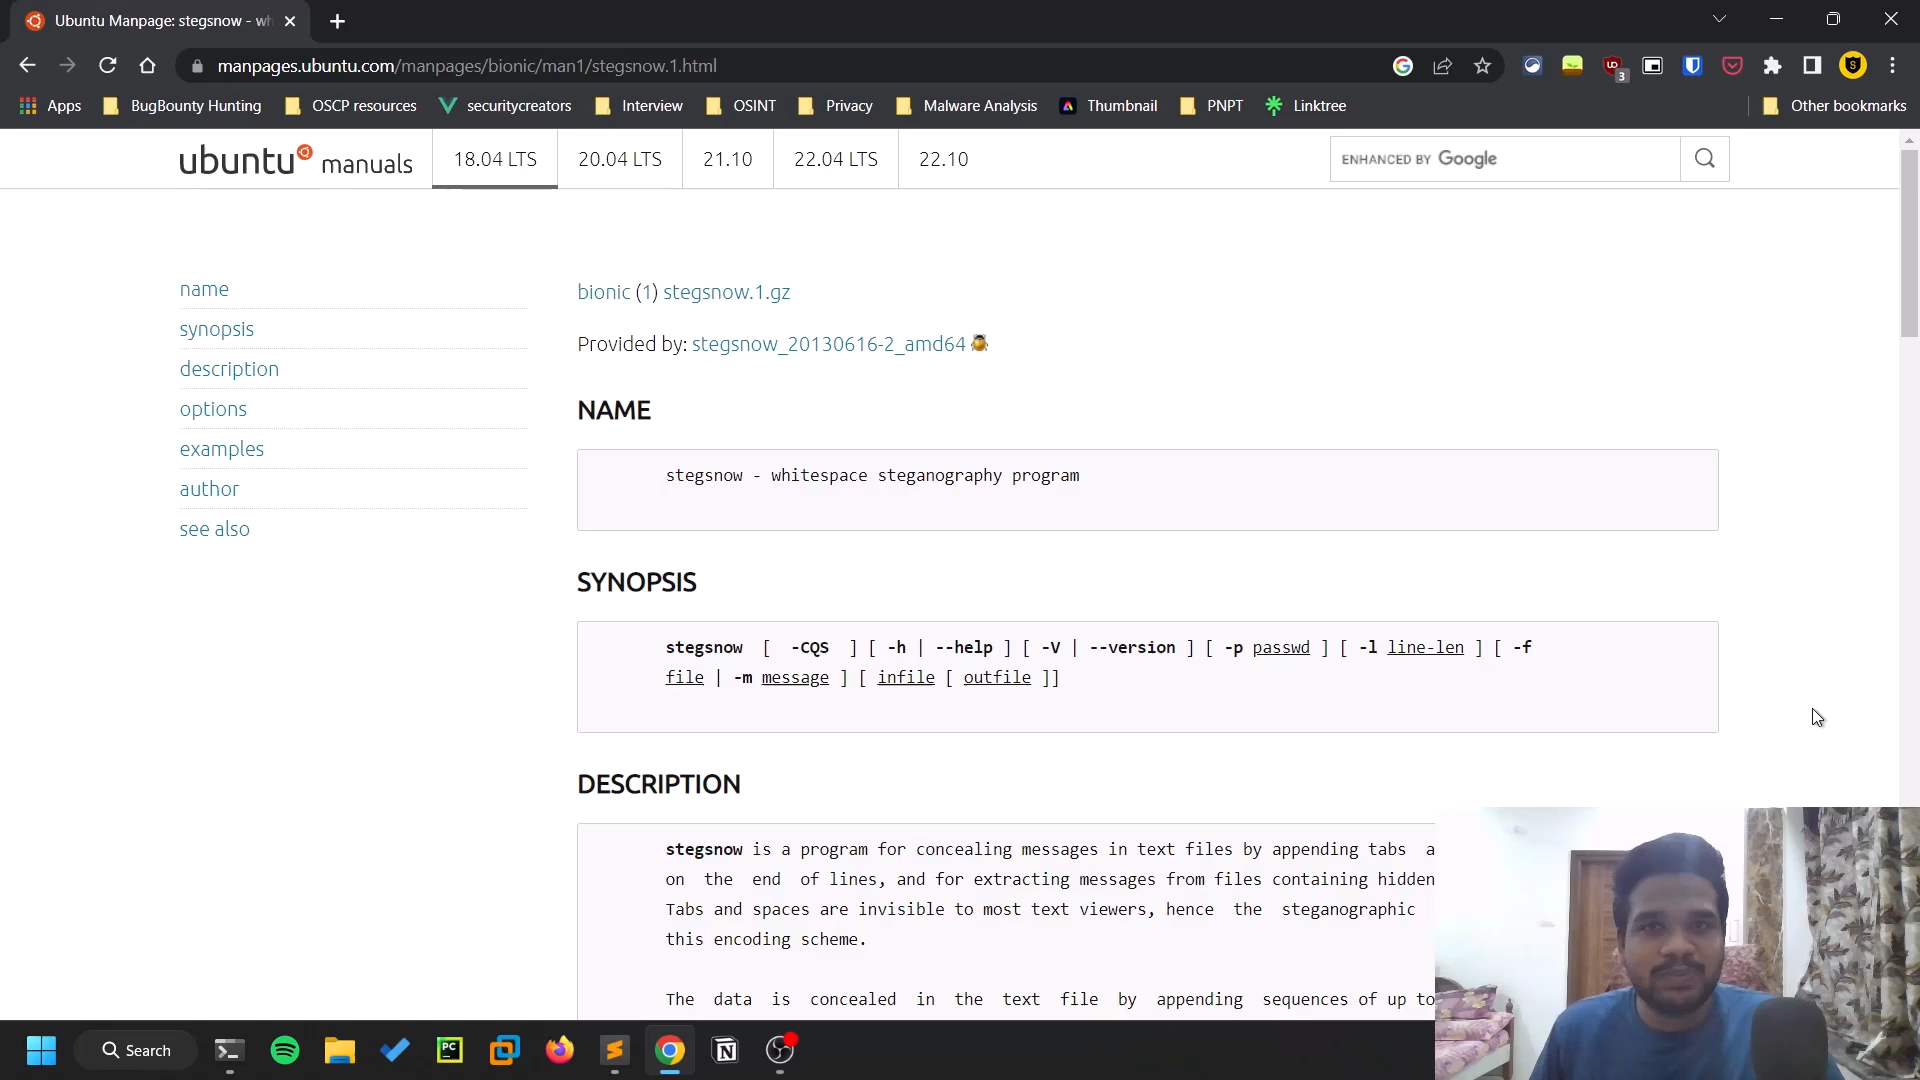 Ubuntu Manpage: stegsnow - wh
manpages.ubuntu.com/manpages/bionic/man1/stegsnow.1.html
3
S
Apps
BugBounty Hunting
OSCP resources
securitycreators
Interview
OSINT
Privacy
Malware Analysis
Thumbnail
PNPT
Linktree
Other bookmarks
ubuntu manuals
18.04 LTS
20.04 LTS
21.10
22.04 LTS
22.10
ENHANCED BY Google
name
synopsis
description
options
examples
author
see also
bionic (1) stegsnow.1.gz
Provided by: stegsnow_20130616-2_amd64
NAME
stegsnow - whitespace steganography program
SYNOPSIS
stegsnow [ -CQS ] [ -h | --help ] [ -V | --version ] [ -p passwd ] [ -l line-len ] [ -f
file | -m message ] [ infile [ outfile ]]
DESCRIPTION
stegsnow is a program for concealing messages in text files by appending tabs a
on the end of lines, and for extracting messages from files containing hidden
Tabs and spaces are invisible to most text viewers, hence the steganographic
this encoding scheme.
The data is concealed in the text file by appending sequences of up to
Search
PC